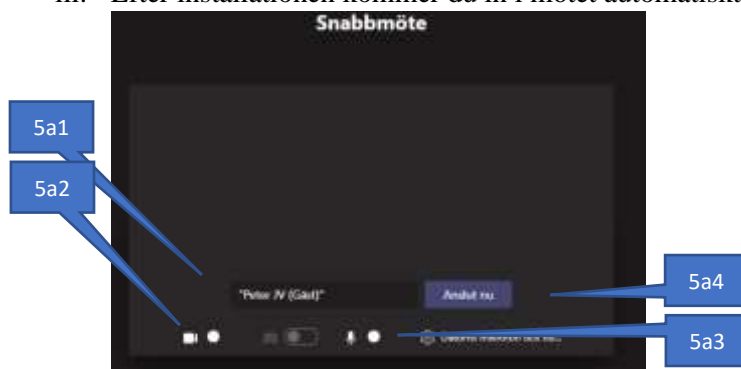 Efter installationen kommer du in i mötet automatiskt
Snabbmöte
5a1
5a2
"Peter JV (Gäst)"
Anslut nu
5a4
5a3